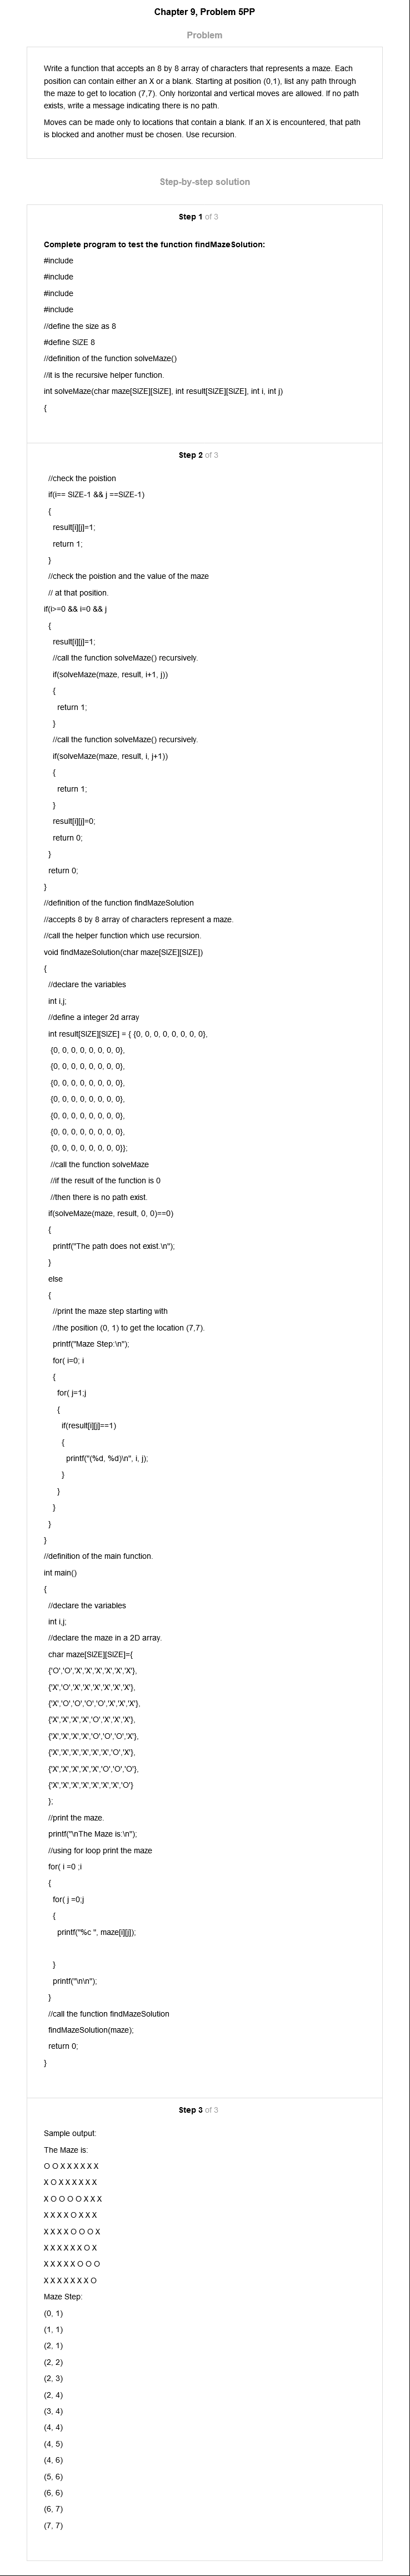 Chapter 9, Problem 5PP
Problem
Write a function that accepts an 8 by 8 array of characters that represents a maze. Each
position can contain either an X or a blank. Starting at position (0,1), list any path through
the maze to get to location (7,7). Only horizontal and vertical moves are allowed. If no path
exists, write a message indicating there is no path.
Moves can be made only to locations that contain a blank. If an X is encountered, that path
is blocked and another must be chosen. Use recursion.
Step-by-step solution
Step 1 of 3
Complete program to test the function findMazeSolution:
#include
#include
#include
#include
//define the size as 8
#define SIZE 8
//definition of the function solveMaze()
//it is the recursive helper function.
int solveMaze(char maze[SIZE][SIZE], int result[SIZE][SIZE], int i, int j)
{
Step 2 of 3
//check the poistion
if(i== SIZE-1 && j ==SIZE-1)
{
result[i][j]=1;
return 1;
}
//check the poistion and the value of the maze
// at that position.
if(i>=0 && i=0 && j
{
result[i][j]=1;
//call the function solveMaze() recursively.
if(solveMaze(maze, result, i+1, j))
{
return 1;
}
//call the function solveMaze() recursively.
if(solveMaze(maze, result, i, j+1))
{
return 1;
}
result[i][j]=0;
return 0;
}
return 0;
}
//definition of the function findMazeSolution
//accepts 8 by 8 array of characters represent a maze.
//call the helper function which use recursion.
void findMazeSolution(char maze[SIZE][SIZE])
{
//declare the variables
int i,j;
//define a integer 2d array
int result[SIZE][SIZE] = { {0, 0, 0, 0, 0, 0, 0, 0},
{0, 0, 0, 0, 0, 0, 0, 0},
{0, 0, 0, 0, 0, 0, 0, 0},
{0, 0, 0, 0, 0, 0, 0, 0},
{0, 0, 0, 0, 0, 0, 0, 0},
{0, 0, 0, 0, 0, 0, 0, 0},
{0, 0, 0, 0, 0, 0, 0, 0},
{0, 0, 0, 0, 0, 0, 0, 0}};
//call the function solveMaze
//if the result of the function is 0
//then there is no path exist.
if(solveMaze(maze, result, 0, 0)==0)
{
printf("The path does not exist.\n");
}
else
{
//print the maze step starting with
//the position (0, 1) to get the location (7,7).
printf("Maze Step:\n");
for( i=0; i
{
for( j=1;j
{
if(result[i][j]==1)
{
printf("(%d, %d)\n", i, j);
}
}
}
}
}
//definition of the main function.
int main()
{
//declare the variables
int i,j;
//declare the maze in a 2D array.
char maze[SIZE][SIZE]={
{'O','O','X','X','X','X','X','X'},
{'X','O','X','X','X','X','X','X'},
{'X','O','O','O','O','X','X','X'},
{'X','X','X','X','O','X','X','X'},
{'X','X','X','X','O','O','O','X'},
{'X','X','X','X','X','X','O','X'},
{'X','X','X','X','X','O','O','O'},
{'X','X','X','X','X','X','X','O'}
};
//print the maze.
printf("\nThe Maze is:\n");
//using for loop print the maze
for( i =0 ;i
{
for( j =0;j
{
printf("%c ", maze[i][j]);
}
printf("\n\n");
}
//call the function findMazeSolution
findMazeSolution(maze);
return 0;
}
Step 3 of 3
Sample output:
The Maze is:
O O X X X X X X
X O X X X X X X
X O O O O X X X
X X X X O X X X
X X X X O O O X
X X X X X X O X
X X X X X O O O
X X X X X X X O
Maze Step:
(0, 1)
(1, 1)
(2, 1)
(2, 2)
(2, 3)
(2, 4)
(3, 4)
(4, 4)
(4, 5)
(4, 6)
(5, 6)
(6, 6)
(6, 7)
(7, 7)